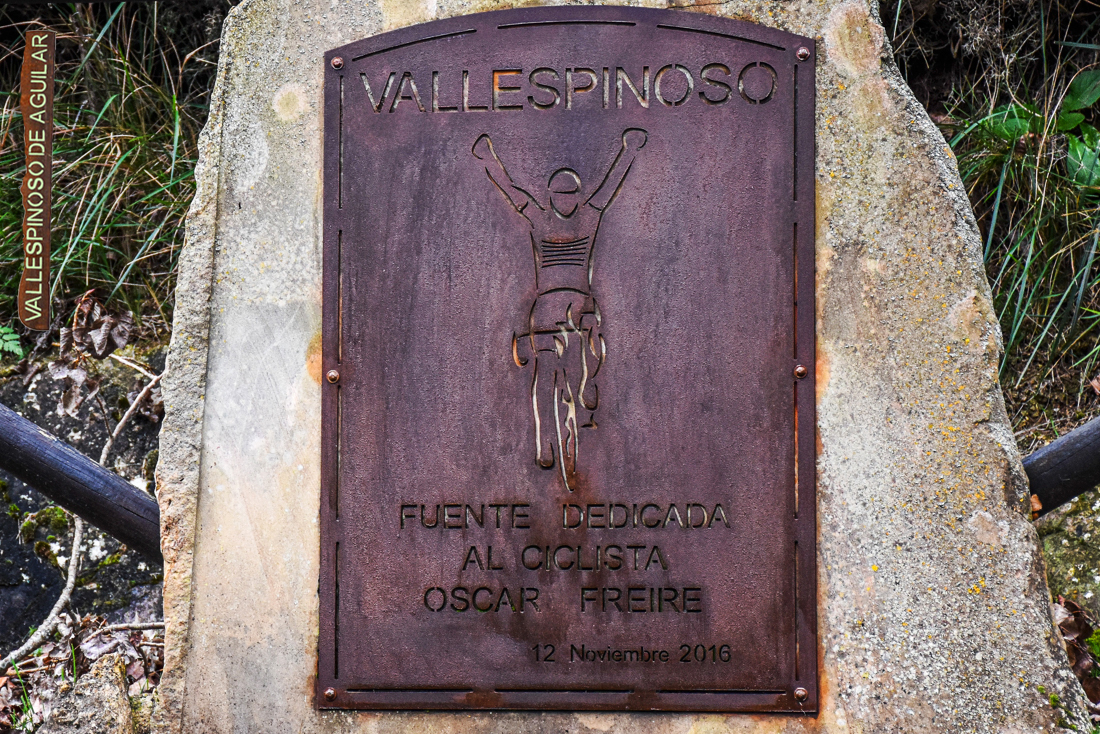 VALLESPINOSO DE AGUILAR
VALLESPINOSO
FUENTE DEDICADA
AL CICLISTA
OSCAR FREIRE
12 Noviembre 2016